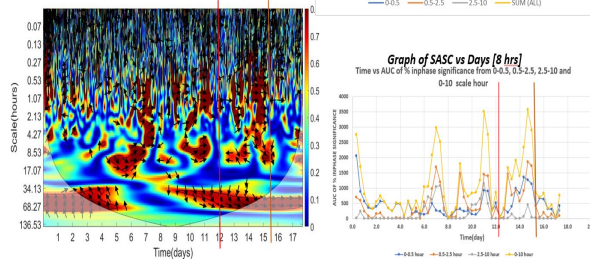 0-0.5 0.5-2.5 2.5-10 SUM (ALL)
0.07
0.13
0.27
0.53
1.07
2.13
4.27
8.53
17.07
34.13
68.27
136.53
Scale(hours)
1 2 3 4 5 6 7 8 9 10 11 12 13 14 15 16 17
Time(days)
0.7
0.6
0.5
0.4
0.3
0.2
0.1
0
Graph of SASC vs Days [8 hrs]
Time vs AUC of % inphase significance from 0-0.5, 0.5-2.5, 2.5-10 and
0-10 scale hour
AUC OF % INPHASE SIGNIFICANCE
4000
3500
3000
2500
2000
1500
1000
500
0
0.0 2.0 4.0 6.0 8.0 10.0 12.0 14.0 16.0 18.0
Time(day)
0-0.5 hour 0.5-2.5 hour 2.5-10 hour 0-10 hour